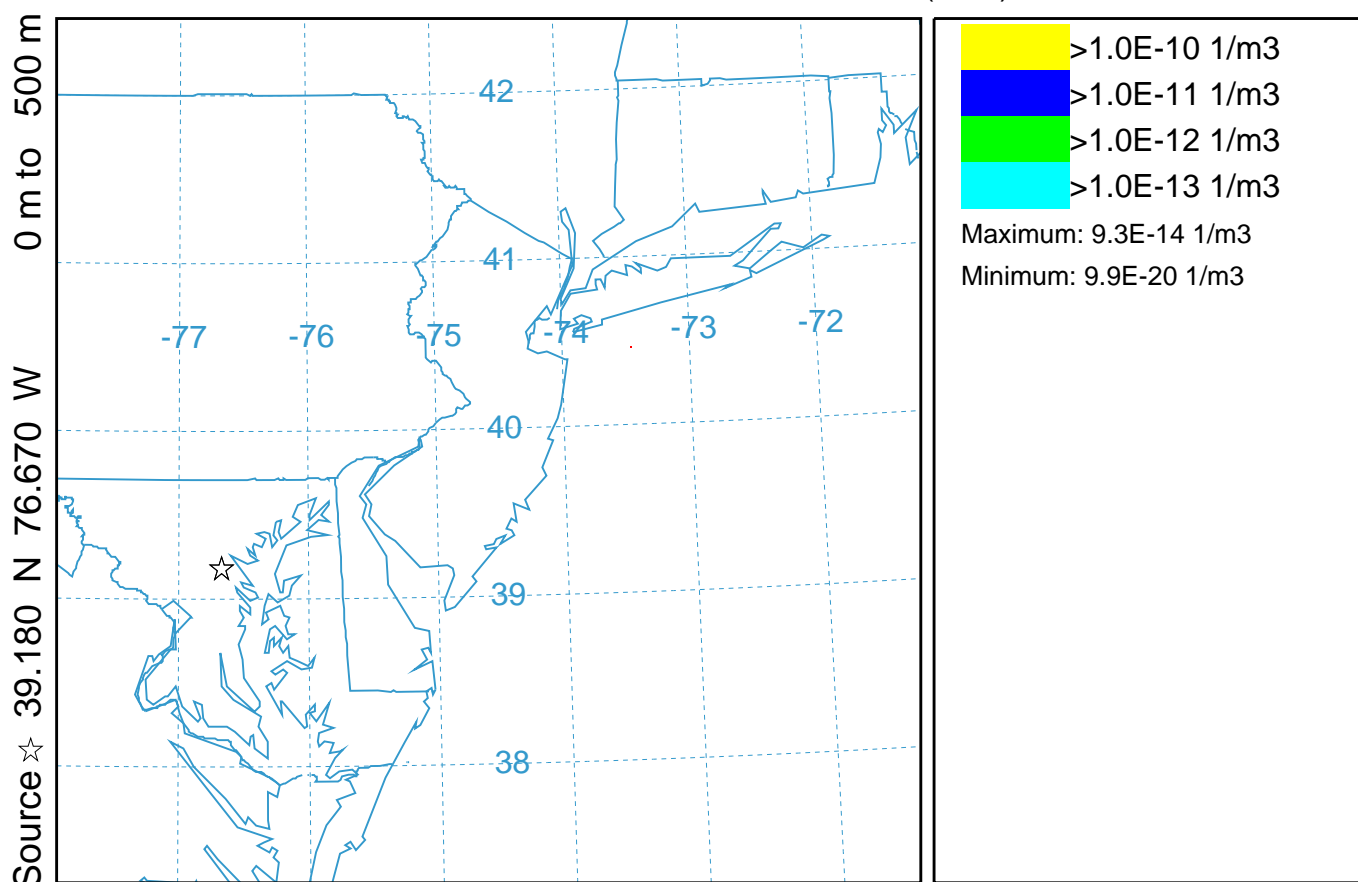 Source ☆ 39.180 N 76.670 W 0 m to 500 m
42
41
-77 -76 -75 -74 -73 -72
40
39
38
>1.0E-10 1/m3
>1.0E-11 1/m3
>1.0E-12 1/m3
>1.0E-13 1/m3
Maximum: 9.3E-14 1/m3
Minimum: 9.9E-20 1/m3